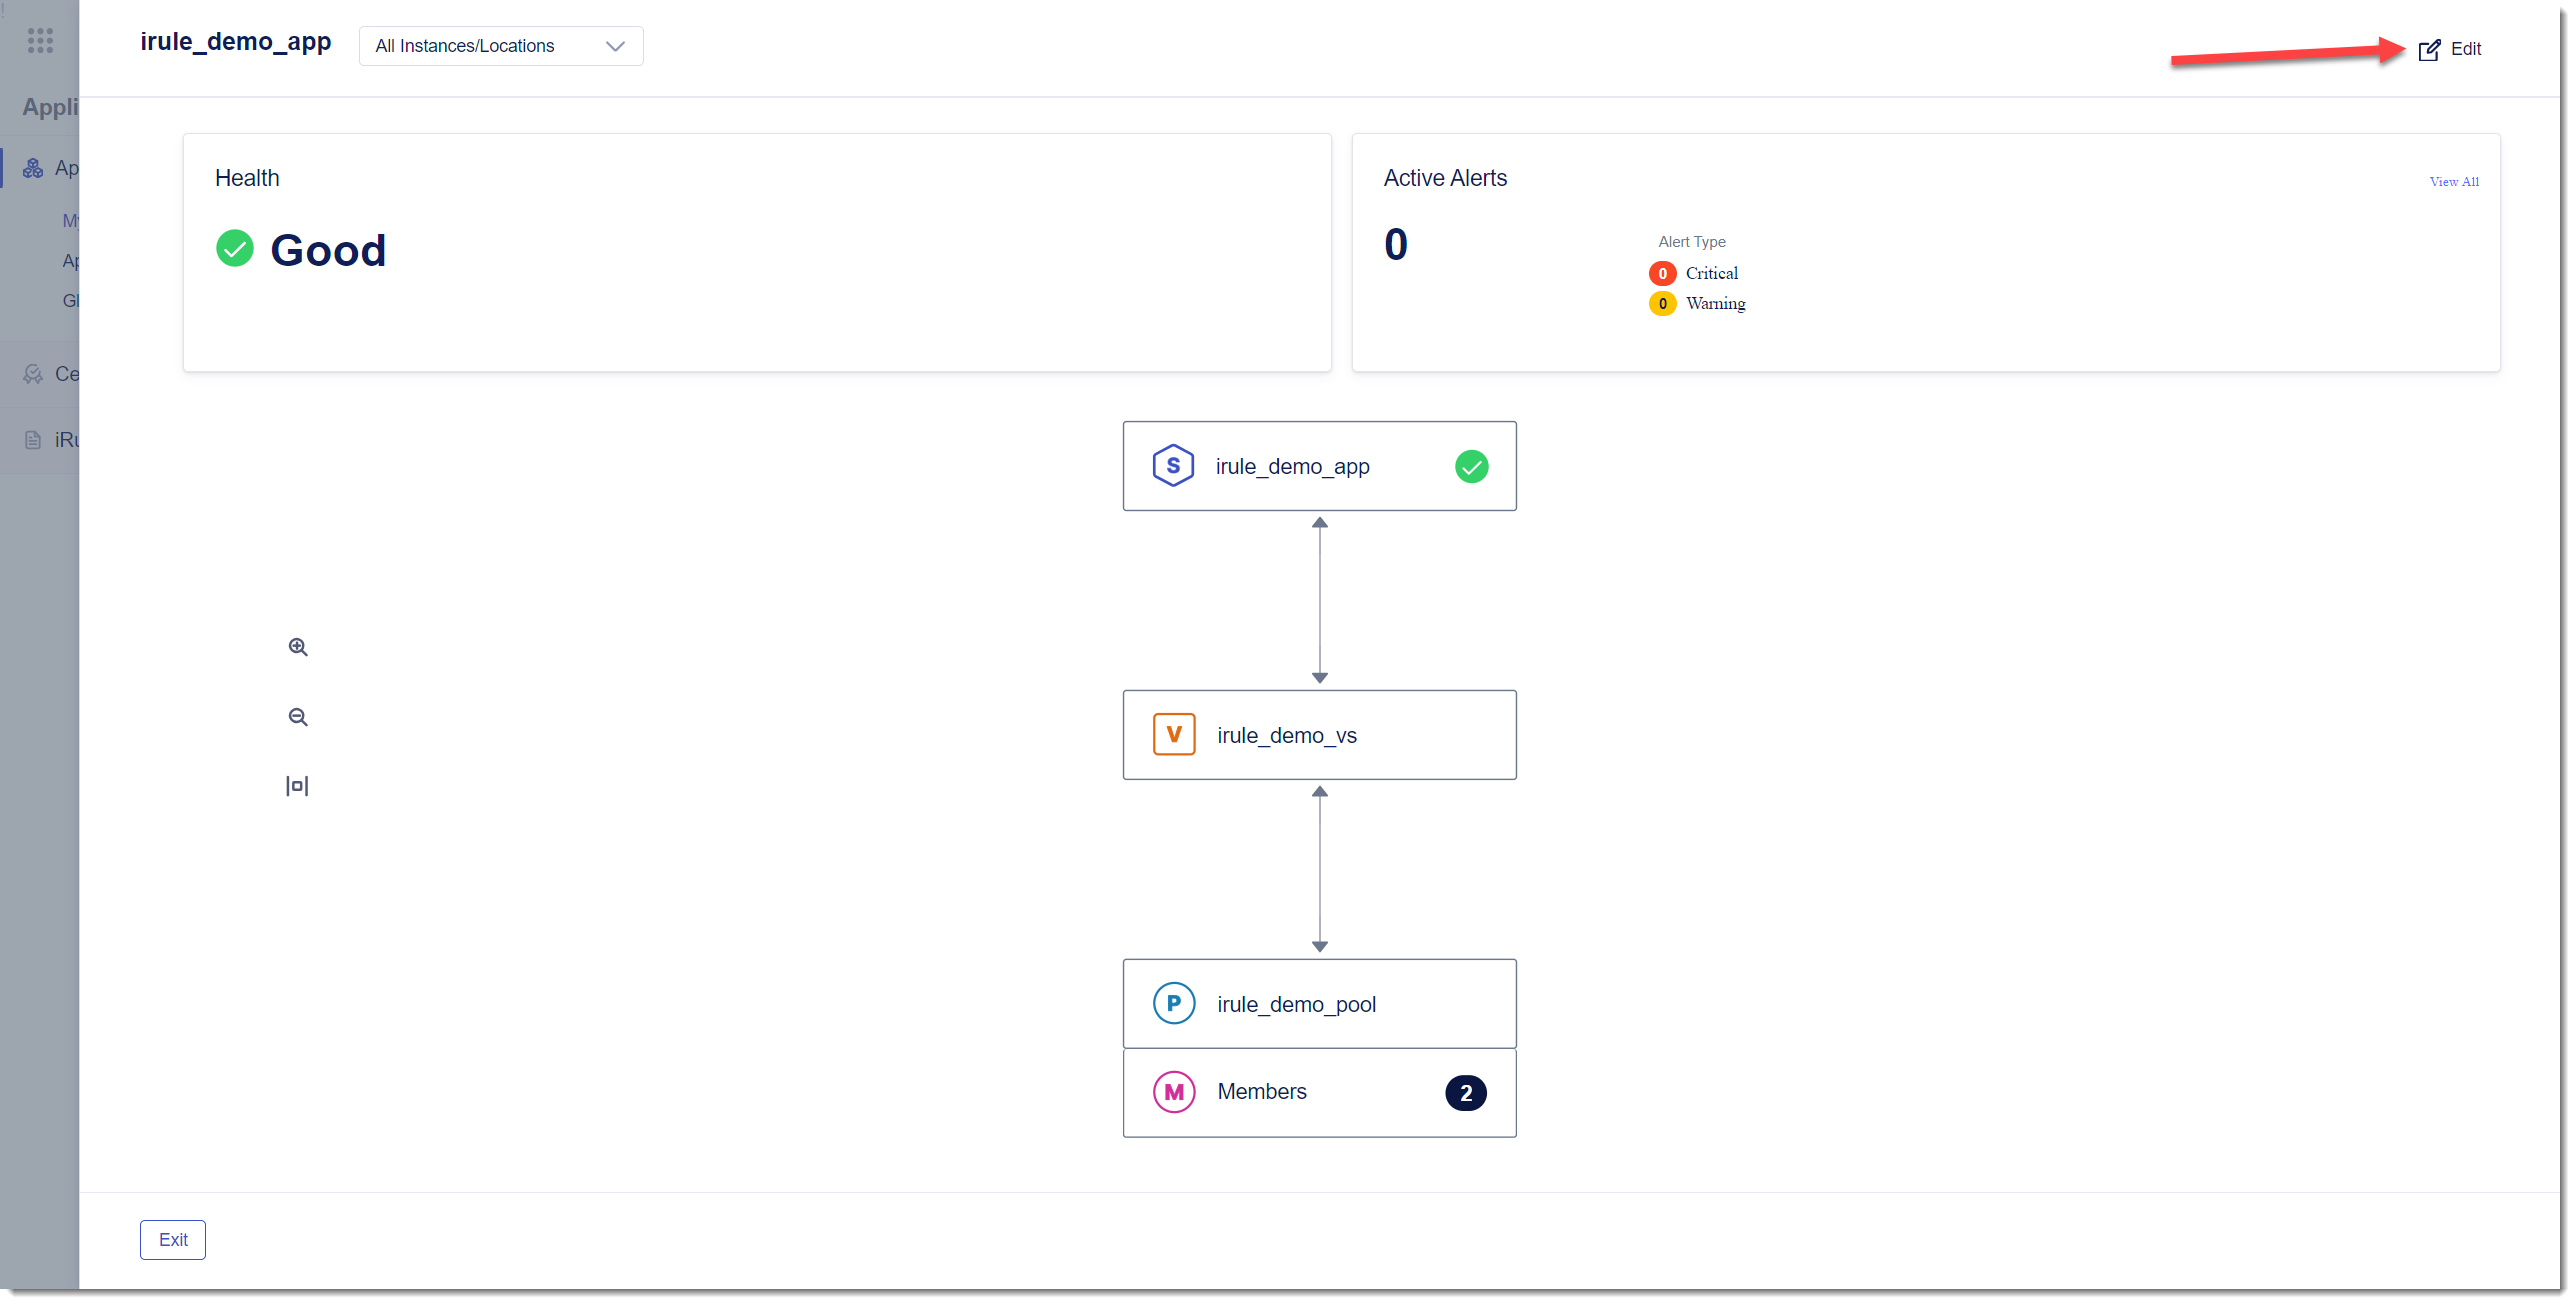 irule_demo_app
All Instances/Locations
Edit
Appli
Ap
My
Ap
Gl
Ce
iRu
Health
Good
Active Alerts
View All
0
Alert Type
0 Critical
0 Warning
S irule_demo_app
V irule_demo_vs
P irule_demo_pool
M Members 2
Exit